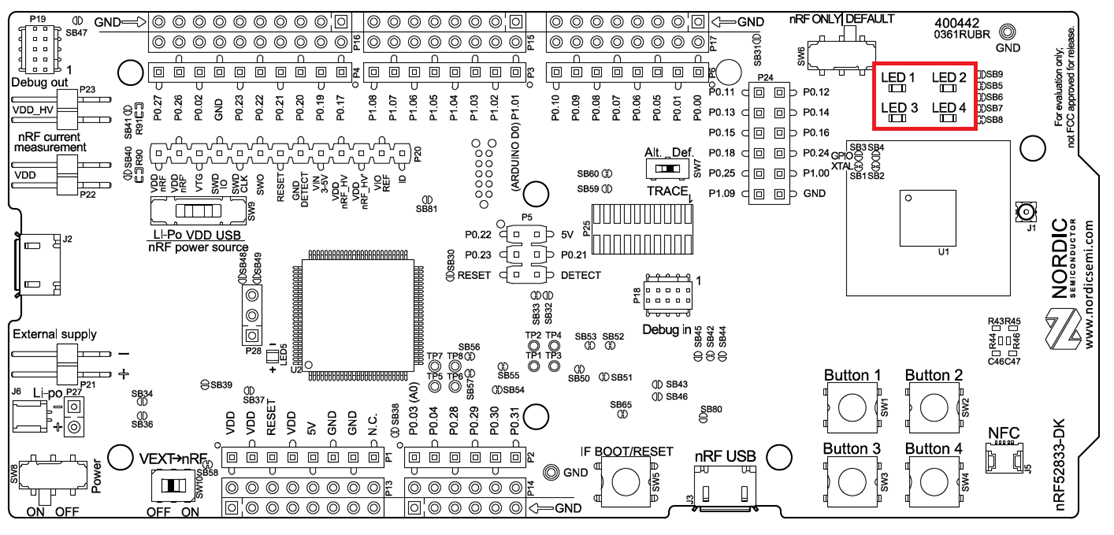 P19
SB47
1
Debug out
P23
VDD_HV
nRF current
measurement
VDD
P22
SB41
R91
SB40
R90
GND
P16
P15
P17
GND
P4
P3
P6
P0.27
P0.26
P0.02
GND
P0.23
P0.22
P0.21
P0.20
P0.19
P0.17
P1.08
P1.07
P1.06
P1.05
P1.04
P1.03
P1.02
P1.01
P0.10
P0.09
P0.08
P0.07
P0.06
P0.05
P0.01
P0.00
(ARDUINO D0)
SB31
nRF ONLY DEFAULT
SW6
400442
0361RUBR
GND
LED 1
LED 2
LED 3
LED 4
SB9
SB5
SB6
SB7
SB8
For evaluation only;
not FCC approved for release.
P24
P0.11
P0.12
P0.13
P0.14
P0.15
P0.16
P0.18
P0.24
P0.25
P1.00
P1.09
GND
SB3 SB4
GPIO
XTAL
SB1 SB2
U1
J1
P20
VDD nRF
VDD nRF
VTG
SWD IO
SWD CLK
SWO
RESET
GND DETECT
VIN 3-5V
VDD nRF_HV
VDD nRF_HV
VIO REF
ID
SB81
Li-Po VDD USB
SW9
nRF power source
Alt. Def.
SW7
TRACE
SB60
SB59
P25
P5
P0.22
5V
P0.23
P0.21
RESET
DETECT
SB30
SB33
SB32
P18
1
Debug in
J2
SB48
SB49
P28
LED5
U2
External supply
P21
J6
Li-po
P27
SB34
SB36
SB39
SB37
TP2 TP4
TP1 TP3
TP7 TP8
TP5 TP6
SB56
SB57
SB55
SB54
SB53
SB52
SB50
SB51
SB45
SB42
SB44
SB43
SB46
SB65
SB80
R43 R45
R44
R46
C46 C47
NORDIC
SEMICONDUCTOR
www.nordicsemi.com
Button 1
Button 2
SW1
SW2
Button 3
Button 4
SW3
SW4
NFC
J5
nRF52833-DK
SW8
Power
ON OFF
VEXT→nRF
SB58
SW10
OFF ON
VDD
VDD
RESET
VDD
5V
GND
GND
N.C.
SB38
P0.03 (A0)
P0.04
P0.28
P0.29
P0.30
P0.31
P1
P2
P13
P14
GND
GND
IF BOOT/RESET
SW5
nRF USB
J3